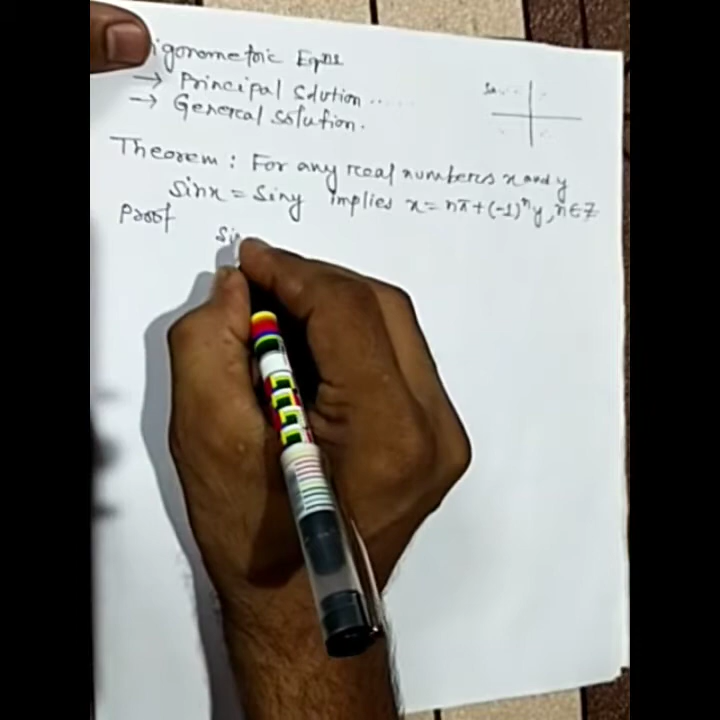 igonometric Eqns
→ Principal Solution ....
→ General Solution.
Theorem: For any real numbers x and y
Sinx = Siny implies x = nπ + (-1)ⁿy, n ∈ Z
Proof
Si